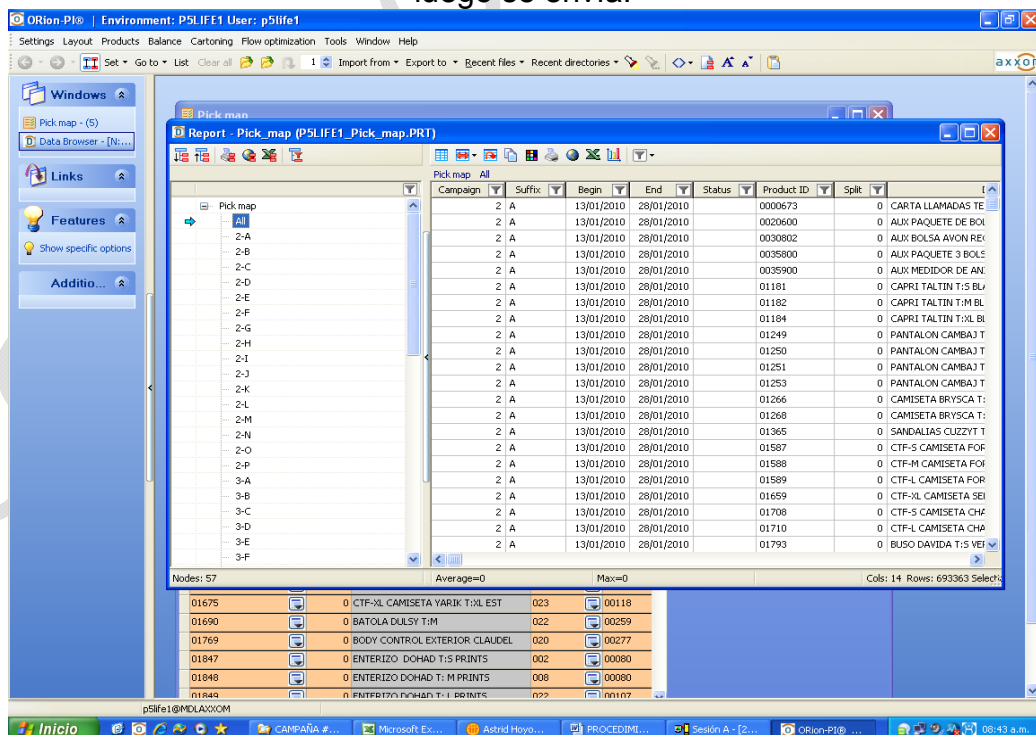 luego se enviar
ORion-PI® | Environment: P5LIFE1 User: p5life1
Settings Layout Products Balance Cartoning Flow optimization Tools Window Help
Set Go to List Clear all 1 Import from Export to Recent files Recent directories A A axxon
Windows
Pick map - (5)
Data Browser - [N:...
Links
Features
Show specific options
Additio...
Pick map
Report - Pick_map (P5LIFE1_Pick_map.PRT)
Pick map All
Campaign Suffix Begin End Status Product ID Split
Pick map
All
2-A
2-B
2-C
2-D
2-E
2-F
2-G
2-H
2-I
2-J
2-K
2-L
2-M
2-N
2-O
2-P
3-A
3-B
3-C
3-D
3-E
3-F
2 A 13/01/2010 28/01/2010 0000673 0 CARTA LLAMADAS TE
2 A 13/01/2010 28/01/2010 0020600 0 AUX PAQUETE DE BOL
2 A 13/01/2010 28/01/2010 0030802 0 AUX BOLSA AVON REC
2 A 13/01/2010 28/01/2010 0035800 0 AUX PAQUETE 3 BOLS
2 A 13/01/2010 28/01/2010 0035900 0 AUX MEDIDOR DE AN
2 A 13/01/2010 28/01/2010 01181 0 CAPRI TALTIN T:S BLA
2 A 13/01/2010 28/01/2010 01182 0 CAPRI TALTIN T:M BL
2 A 13/01/2010 28/01/2010 01184 0 CAPRI TALTIN T:XL BL
2 A 13/01/2010 28/01/2010 01249 0 PANTALON CAMBAJ T
2 A 13/01/2010 28/01/2010 01250 0 PANTALON CAMBAJ T
2 A 13/01/2010 28/01/2010 01251 0 PANTALON CAMBAJ T
2 A 13/01/2010 28/01/2010 01253 0 PANTALON CAMBAJ T
2 A 13/01/2010 28/01/2010 01266 0 CAMISETA BRYSCA T:
2 A 13/01/2010 28/01/2010 01268 0 CAMISETA BRYSCA T:
2 A 13/01/2010 28/01/2010 01365 0 SANDALIAS CUZZYT T
2 A 13/01/2010 28/01/2010 01587 0 CTF-S CAMISETA FOR
2 A 13/01/2010 28/01/2010 01588 0 CTF-M CAMISETA FOR
2 A 13/01/2010 28/01/2010 01589 0 CTF-L CAMISETA FOR
2 A 13/01/2010 28/01/2010 01659 0 CTF-XL CAMISETA SEI
2 A 13/01/2010 28/01/2010 01708 0 CTF-S CAMISETA CHA
2 A 13/01/2010 28/01/2010 01710 0 CTF-L CAMISETA CHA
2 A 13/01/2010 28/01/2010 01793 0 BUSO DAVIDA T:S VEF
Nodes: 57 Average=0 Max=0 Cols: 14 Rows: 693363 Selecti
01675 0 CTF-XL CAMISETA YARIK T:XL EST 023 00118
01690 0 BATOLA DULSY T:M 022 00259
01769 0 BODY CONTROL EXTERIOR CLAUDEL 020 00277
01847 0 ENTERIZO DOHAD T:S PRINTS 002 00080
01848 0 ENTERIZO DOHAD T: M PRINTS 008 00080
01849 0 ENTERIZO DOHAD T: L PRINTS 022 00107
p5life1@MDLAXXOM
Inicio CAMPAÑA #... Microsoft Ex... Astrid Hoyo... PROCEDIMI... Sesión A - [2... ORion-PI® ... 08:43 a.m.